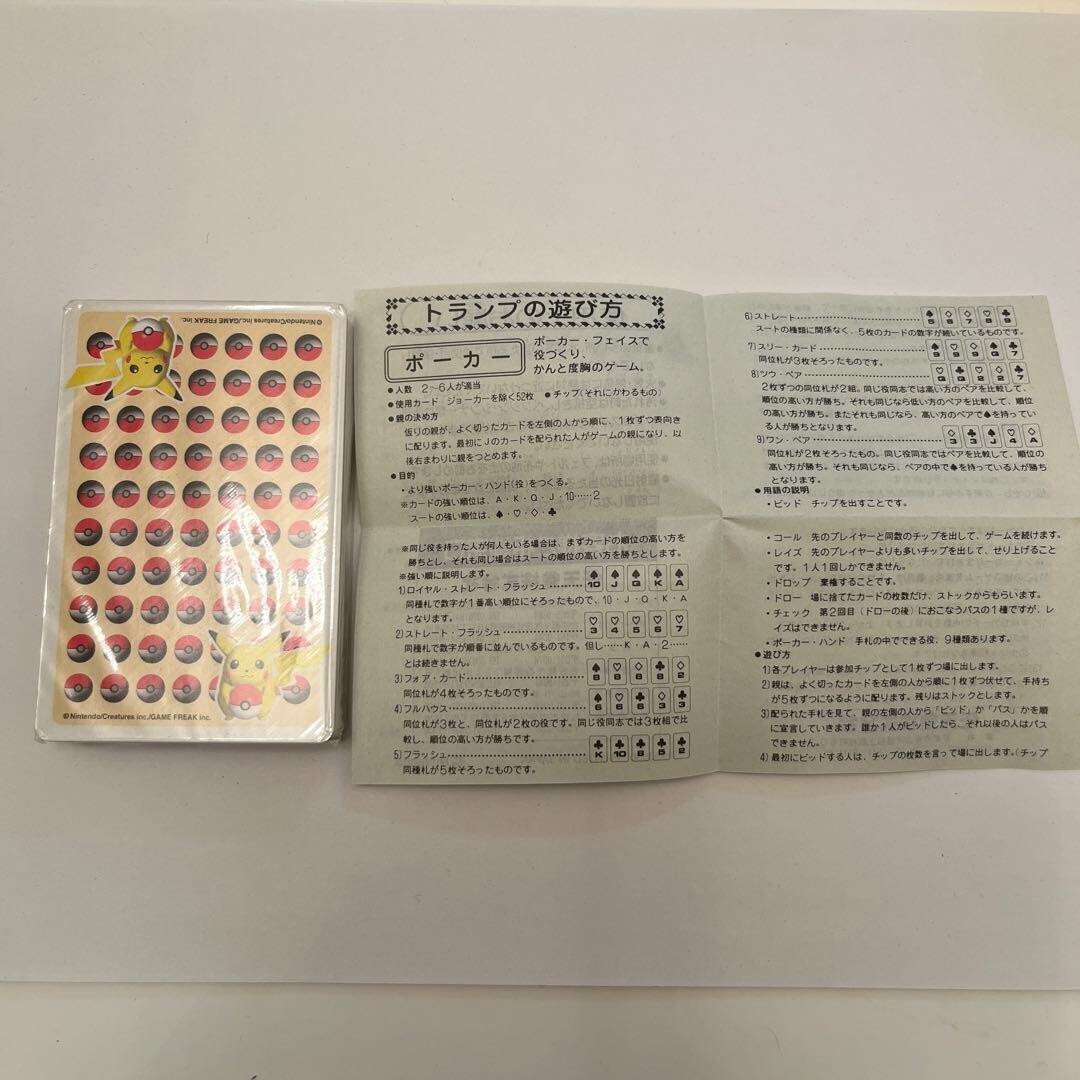 ©Nintendo/Creatures inc./GAME FREAK inc.
©Nintendo/Creatures inc./GAME FREAK inc.
トランプの遊び方
ポーカー
ポーカー・フェイスで
役づくり、
かんと度胸のゲーム。
●人数 2〜6人が適当
●使用カード ジョーカーを除く52枚 ●チップ(それにかわるもの)
●親の決め方
仮りの親が、よく切ったカードを左側の人から順に、1枚ずつ表向き
に配ります。最初にJのカードを配られた人がゲームの親になり、以
後右まわりに親をつとめます。
●目的
・より強いポーカー・ハンド(役)をつくる。
※カードの強い順位は、A・K・Q・J・10……2
スートの強い順は、♠・♡・♢・♣
※同じ役を持った人が何人もいる場合は、まずカードの順位の高い方を
勝ちとし、それも同じ場合はスートの順位の高い方を勝ちとします。
※強い順に説明します。
1)ロイヤル・ストレート・フラッシュ……… ♠10 ♠J ♠Q ♠K ♠A
同種札で数字が1番高い順位にそろったもので、10・J・Q・K・A
となります。
2)ストレート・フラッシュ……… ♡3 ♡4 ♡5 ♡6 ♡7
同種札で数字が順番に並んでいるものです。但し……K・A・2……
とは続きません。
3)フォア・カード……… ♠8 ♡8 ♢8 ♣8 ♢2
同位札が4枚そろったものです。
4)フルハウス……… ♠6 ♡6 ♣6 ♢3 ♣3
同位札が3枚と、同位札が2枚の役です。同じ役同志では3枚組で比
較し、順位の高い方が勝ちです。
5)フラッシュ……… ♣K ♣10 ♣8 ♣5 ♣2
同種札が5枚そろったものです。
6)ストレート……… ♠5 ♢6 ♢7 ♠8 ♣9
スートの種類に関係なく、5枚のカードの数字が続いているものです。
7)スリー・カード……… ♠9 ♡9 ♢9 ♣Q ♣7
同位札が3枚そろったものです。
8)ツウ・ペア……… ♡Q ♣Q ♢2 ♢2 ♣7
2枚ずつの同位札が2組。同じ役同志では高い方のペアを比較して、
順位の高い方が勝ち。それも同じなら低い方のペアを比較して、順位
の高い方が勝ち。またそれも同じなら、高い方のペアで♠を持ってい
る人が勝ちとなります。
9)ワン・ペア……… ♢3 ♣3 ♠J ♡4 ♢A
同位札が2枚のもの。同じ役同志ではペアを比較して、順位の
高い方が勝ち。それも同じなら、ペアの中で♠を持っている人が勝ち
となります。
●用語の説明
・ビッド チップを出すことです。
・コール 先のプレイヤーと同数のチップを出して、ゲームを続けます。
・レイズ 先のプレイヤーよりも多いチップを出して、せり上げること
です。1人1回しかできません。
・ドロップ 棄権することです。
・ドロー 場に捨てたカードの枚数だけ、ストックからもらいます。
・チェック 第2回目(ドローの後)におこなうパスの1種ですが、レ
イズはできません。
・ポーカー・ハンド 手札の中でできる役、9種類あります。
●遊び方
1)各プレイヤーは参加チップとして1枚ずつ場に出します。
2)親は、よく切ったカードを左側の人から順に1枚ずつ伏せて、手持ち
が5枚ずつになるように配ります。残りはストックとします。
3)配られた手札を見て、親の左側の人から「ビッド」か「パス」かを順
に宣言していきます。誰か1人がビッドしたら、それ以後の人はパス
できません。
4)最初にビッドする人は、チップの枚数を言って場に出します。(チップ